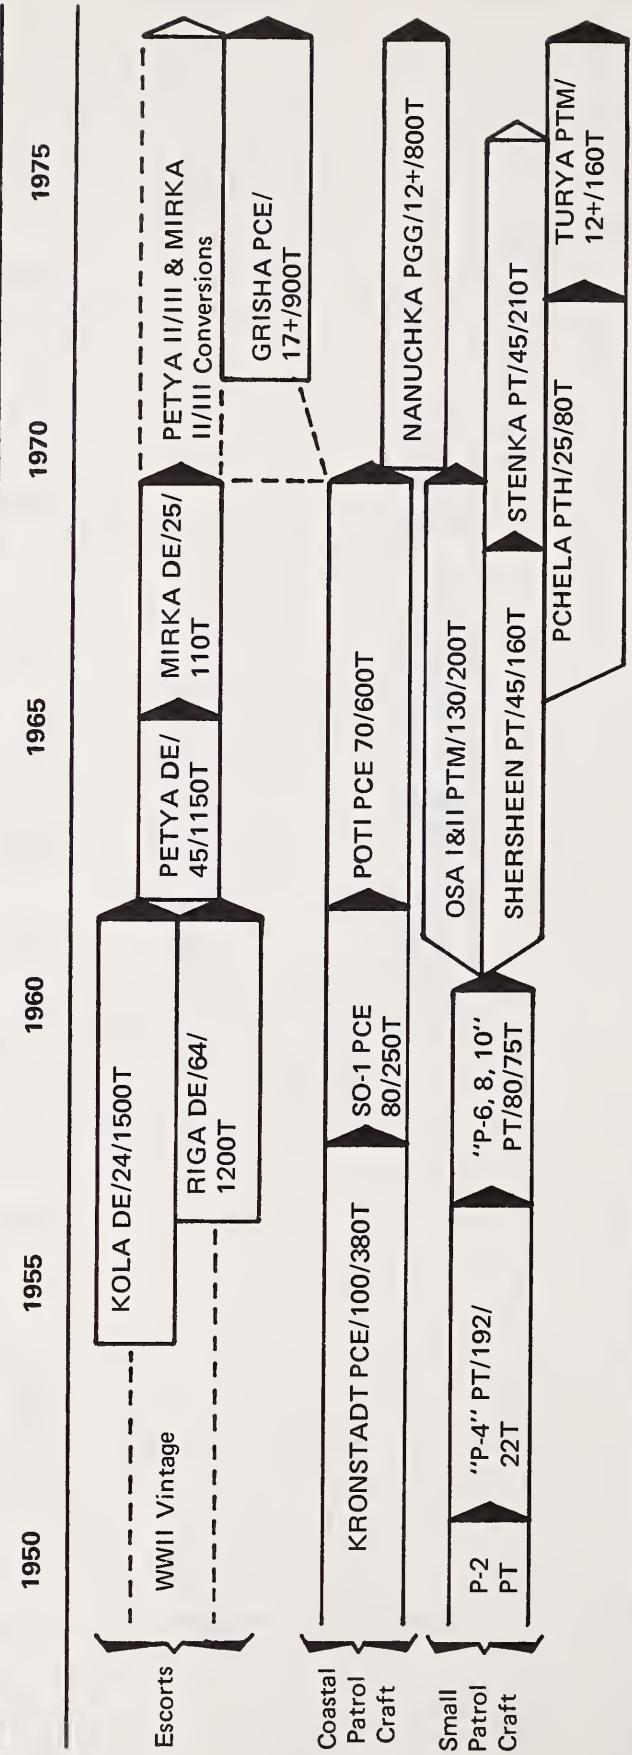 1950
1955
1960
1965
1970
1975
Escorts
WWII Vintage
KOLA DE/24/1500T
RIGA DE/64/
1200T
PETYA DE/
45/1150T
MIRKA DE/25/
110T
PETYA II/III & MIRKA
II/III Conversions
GRISHA PCE/
17+/900T
Coastal
Patrol
Craft
KRONSTADT PCE/100/380T
SO-1 PCE
80/250T
POTI PCE 70/600T
NANUCHKA PGG/12+/800T
Small
Patrol
Craft
P-2
PT
"P-4" PT/192/
22T
"P-6, 8, 10"
PT/80/75T
OSA I&II PTM/130/200T
SHERSHEEN PT/45/160T
STENKA PT/45/210T
PCHELA PTH/25/80T
TURYA PTM/
12+/160T